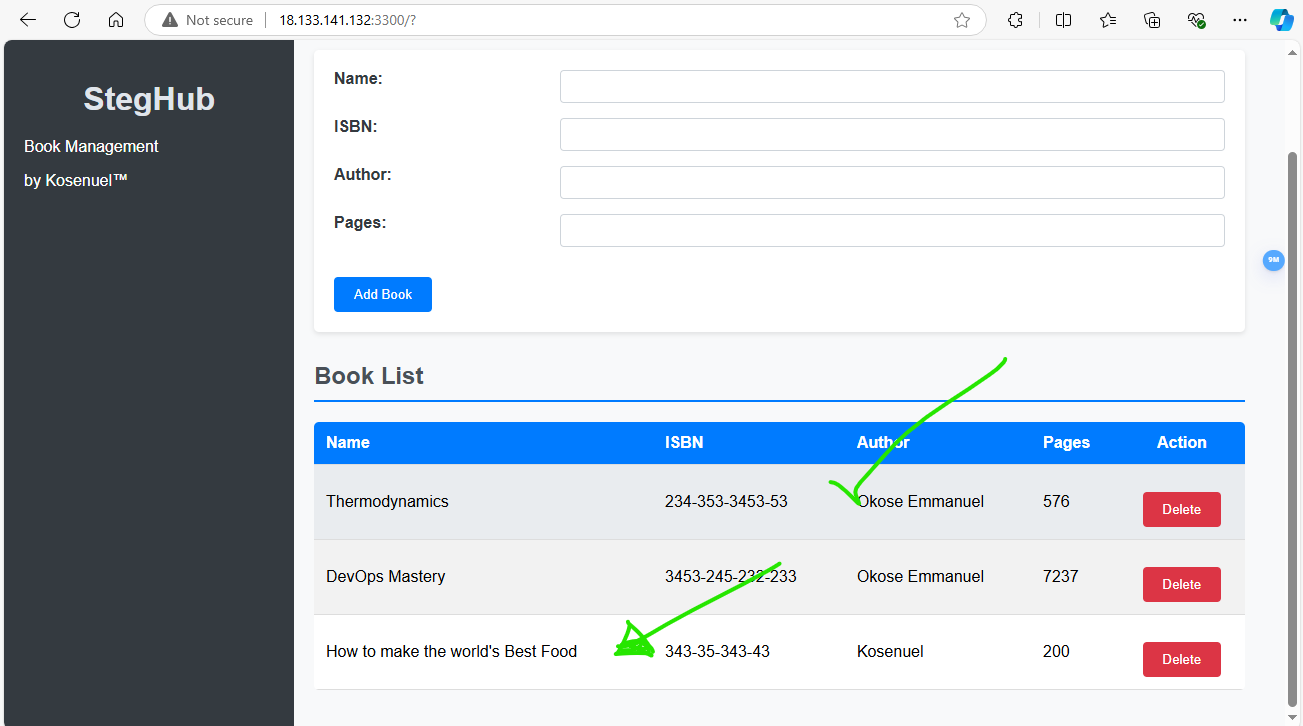 Not secure
18.133.141.132:3300/?
StegHub
Book Management
by Kosenuel™
Name:
ISBN:
Author:
Pages:
Add Book
9M
Book List
Name ISBN Author Pages Action
Thermodynamics 234-353-3453-53 Okose Emmanuel 576 Delete
DevOps Mastery 3453-245-232-233 Okose Emmanuel 7237 Delete
How to make the world's Best Food 343-35-343-43 Kosenuel 200 Delete